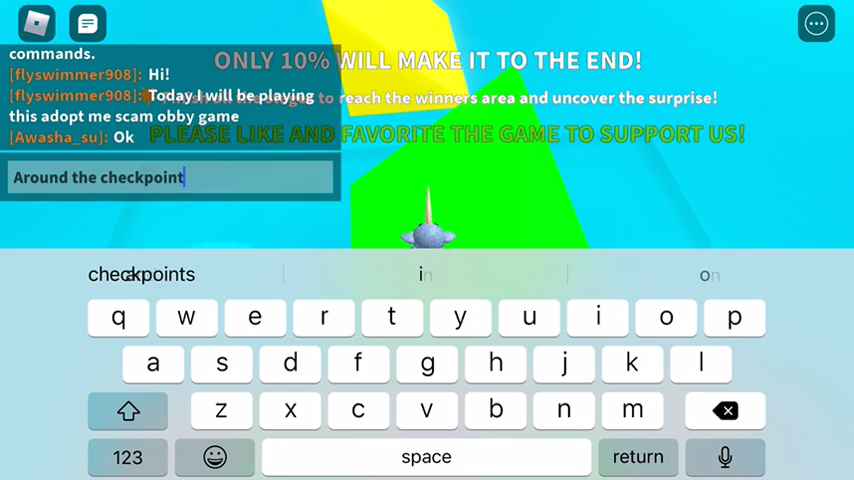 commands.
[flyswimmer908]: Hi!
[flyswimmer908]: Today I will be playing
this adopt me scam obby game
[Awasha_su]: Ok
Around the checkpoint
ONLY 10% WILL MAKE IT TO THE END!
to reach the winners area and uncover the surprise!
PLEASE LIKE AND FAVORITE THE GAME TO SUPPORT US!
checkpoints in on
q w e r t y u i o p
a s d f g h j k l
z x c v b n m
123 space return